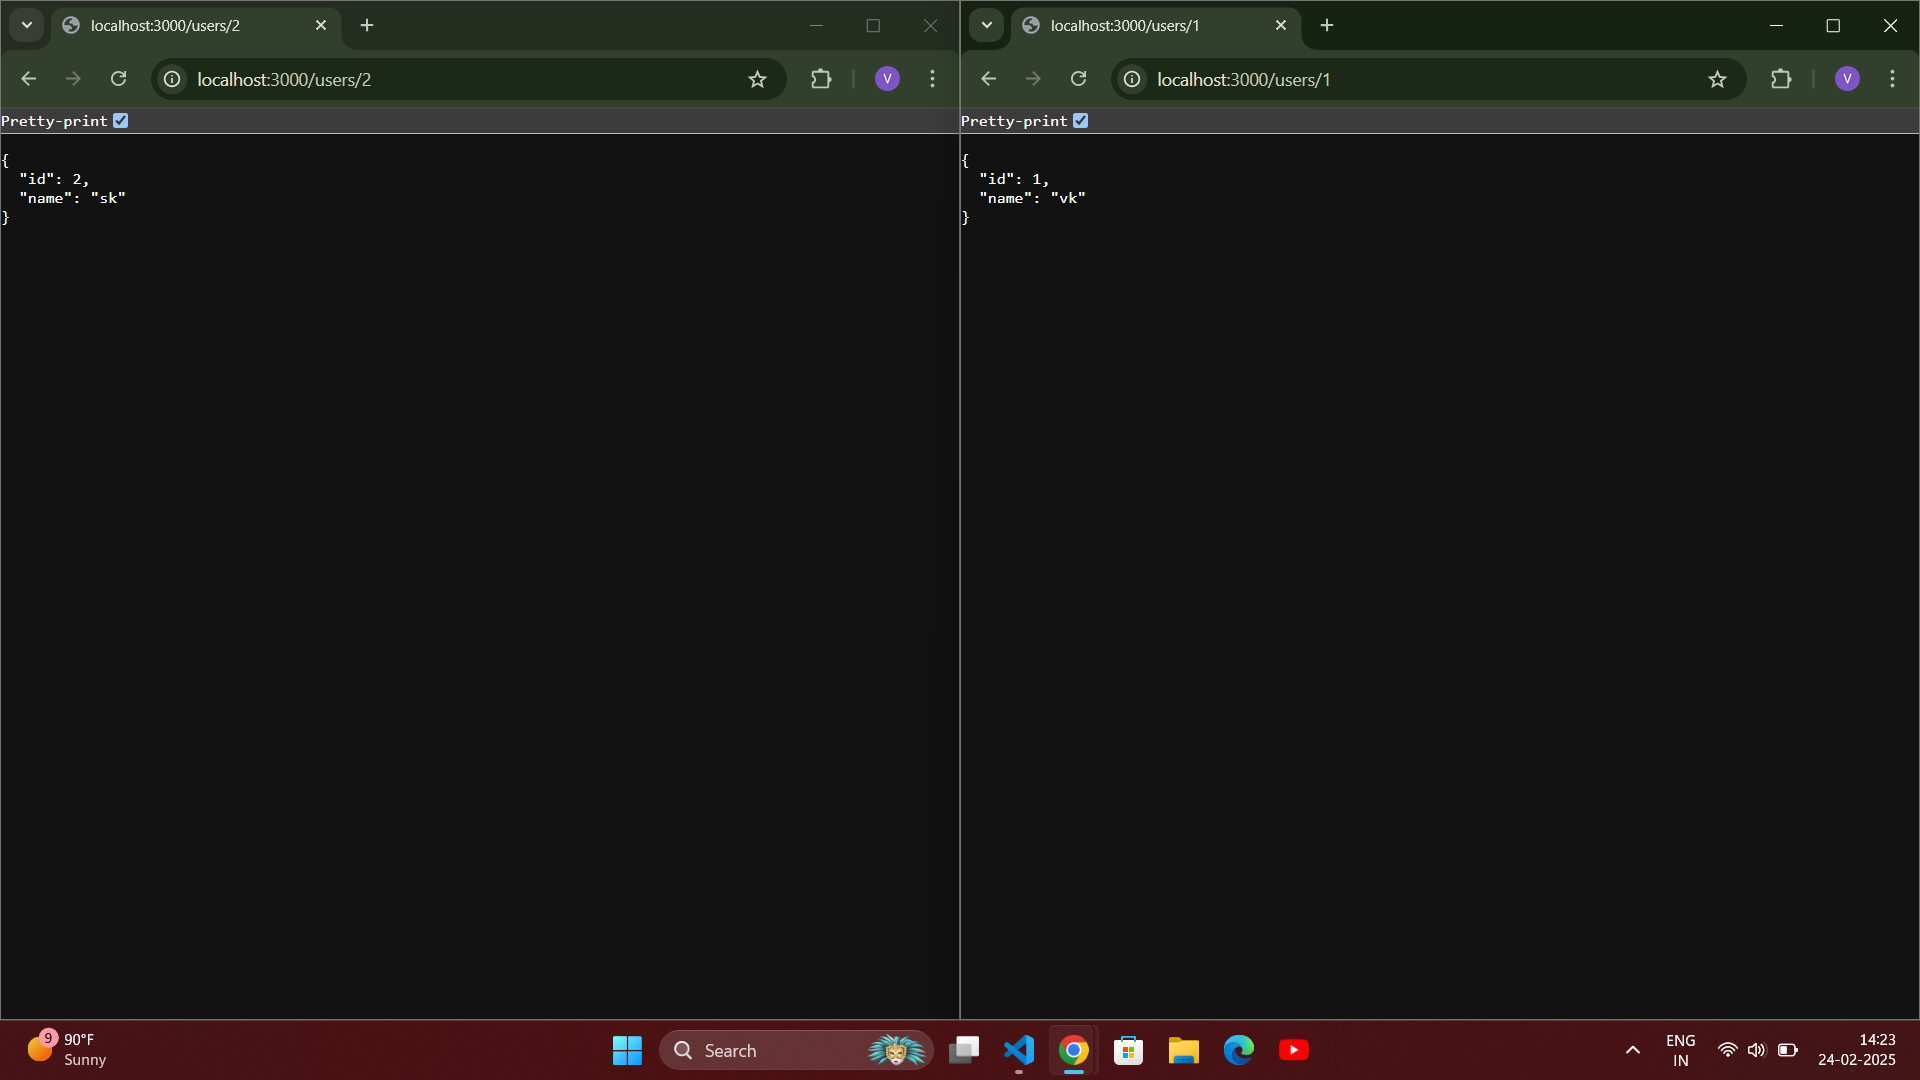 localhost:3000/users/2
localhost:3000/users/2
V
Pretty-print
{
  "id": 2,
  "name": "sk"
}
localhost:3000/users/1
localhost:3000/users/1
V
Pretty-print
{
  "id": 1,
  "name": "vk"
}
9
90°F
Sunny
Search
ENG
IN
14:23
24-02-2025